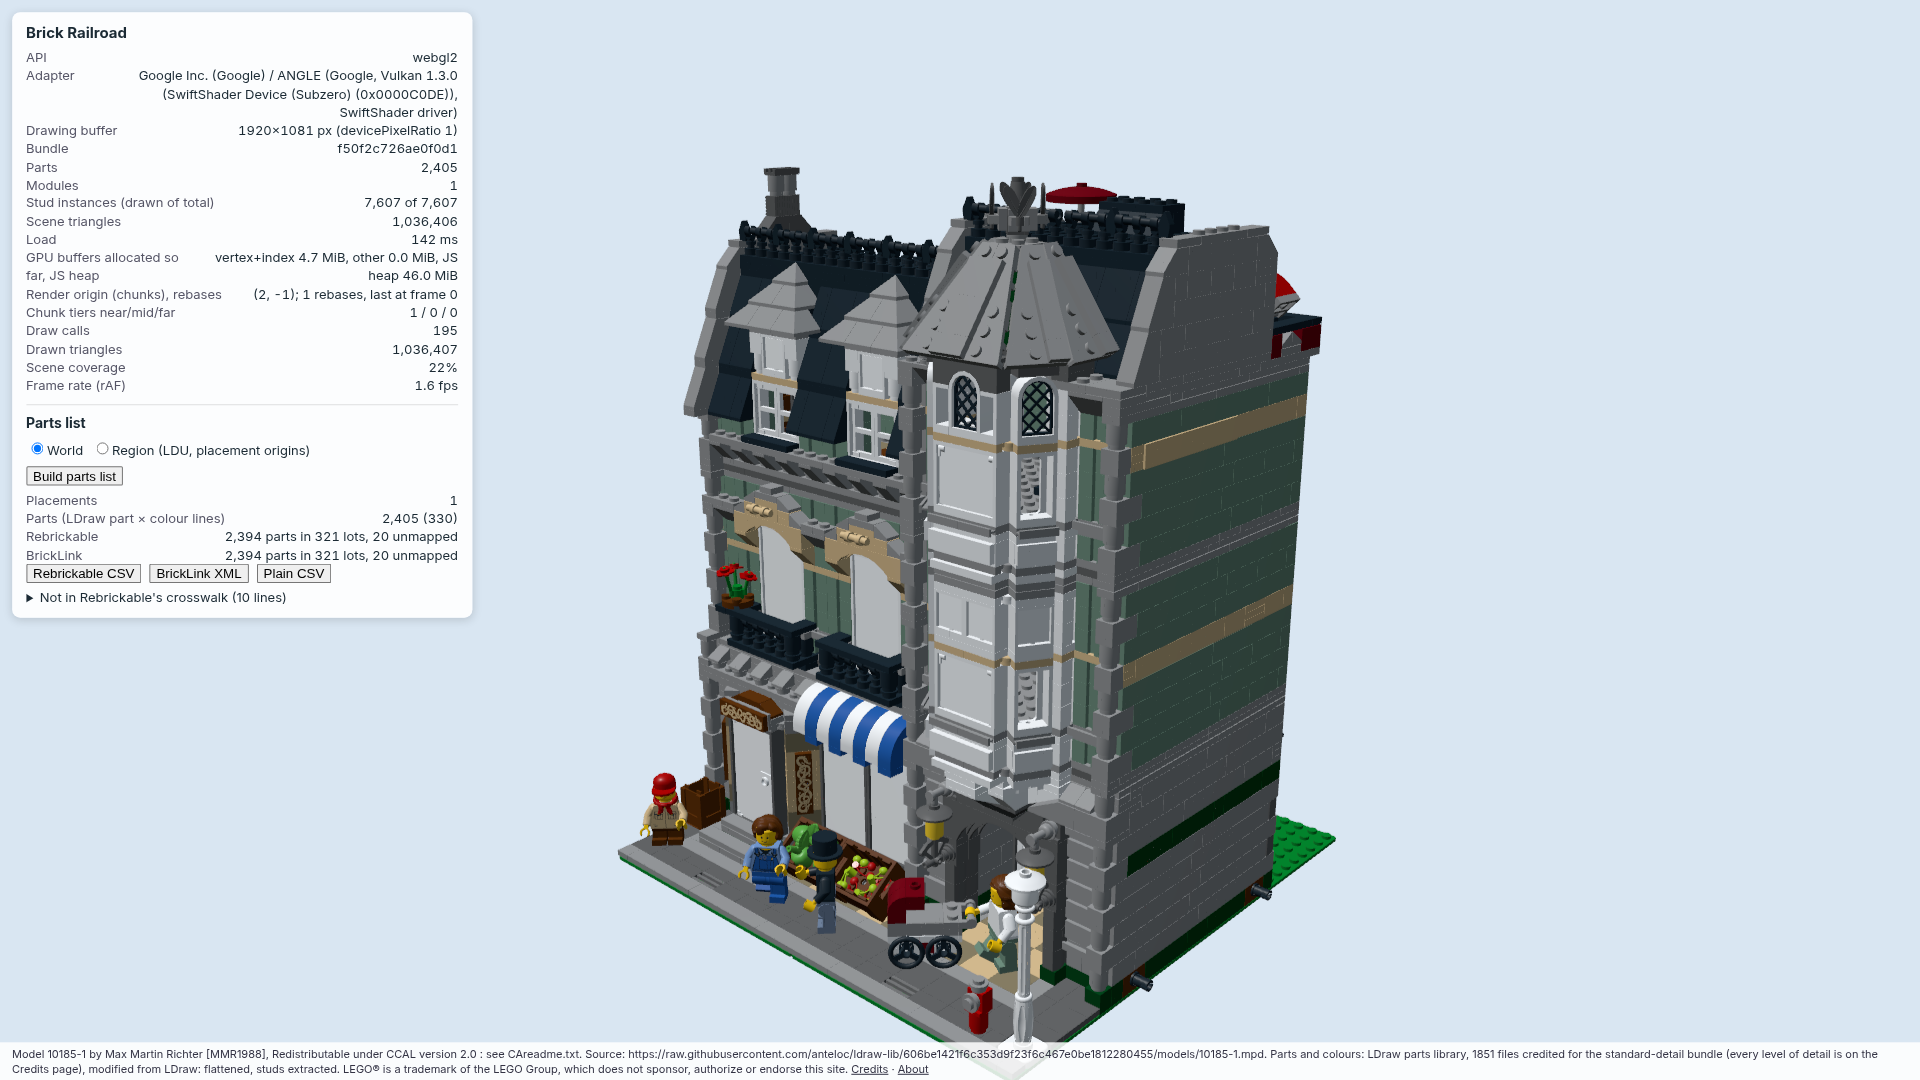 Brick Railroad
API webgl2
Adapter Google Inc. (Google) / ANGLE (Google, Vulkan 1.3.0
(SwiftShader Device (Subzero) (0x0000C0DE)),
SwiftShader driver)
Drawing buffer 1920×1081 px (devicePixelRatio 1)
Bundle f50f2c726ae0f0d1
Parts 2,405
Modules 1
Stud instances (drawn of total) 7,607 of 7,607
Scene triangles 1,036,406
Load 142 ms
GPU buffers allocated so vertex+index 4.7 MiB, other 0.0 MiB, JS
far, JS heap heap 46.0 MiB
Render origin (chunks), rebases (2, -1); 1 rebases, last at frame 0
Chunk tiers near/mid/far 1 / 0 / 0
Draw calls 195
Drawn triangles 1,036,407
Scene coverage 22%
Frame rate (rAF) 1.6 fps
Parts list
World Region (LDU, placement origins)
Build parts list
Placements 1
Parts (LDraw part × colour lines) 2,405 (330)
Rebrickable 2,394 parts in 321 lots, 20 unmapped
BrickLink 2,394 parts in 321 lots, 20 unmapped
Rebrickable CSV BrickLink XML Plain CSV
▶ Not in Rebrickable's crosswalk (10 lines)
Model 10185-1 by Max Martin Richter [MMR1988], Redistributable under CCAL version 2.0 : see CAreadme.txt. Source: https://raw.githubusercontent.com/anteloc/ldraw-lib/606be1421f6c353d9f23f6c467e0be1812280455/models/10185-1.mpd. Parts and colours: LDraw parts library, 1851 files credited for the standard-detail bundle (every level of detail is on the
Credits page), modified from LDraw: flattened, studs extracted. LEGO® is a trademark of the LEGO Group, which does not sponsor, authorize or endorse this site. Credits · About